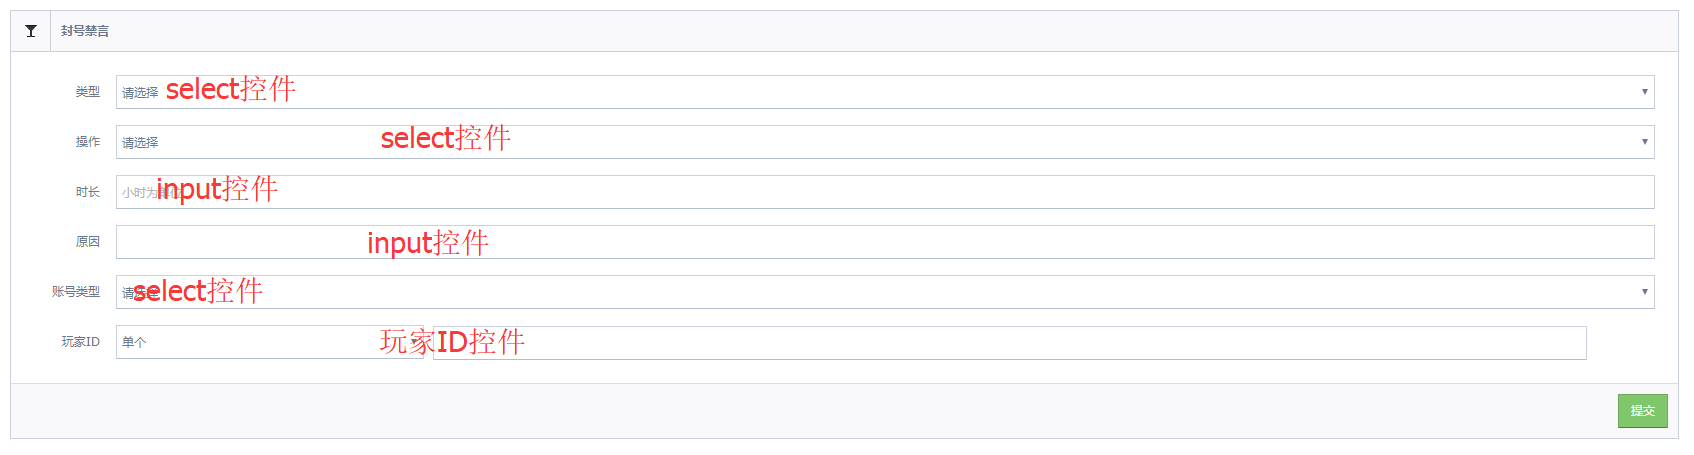 封号禁言
类型 请选择 select控件
操作 请选择 select控件
时长 小时为单位 input控件
原因 input控件
账号类型 请选择 select控件
玩家ID 单个 玩家ID控件
提交